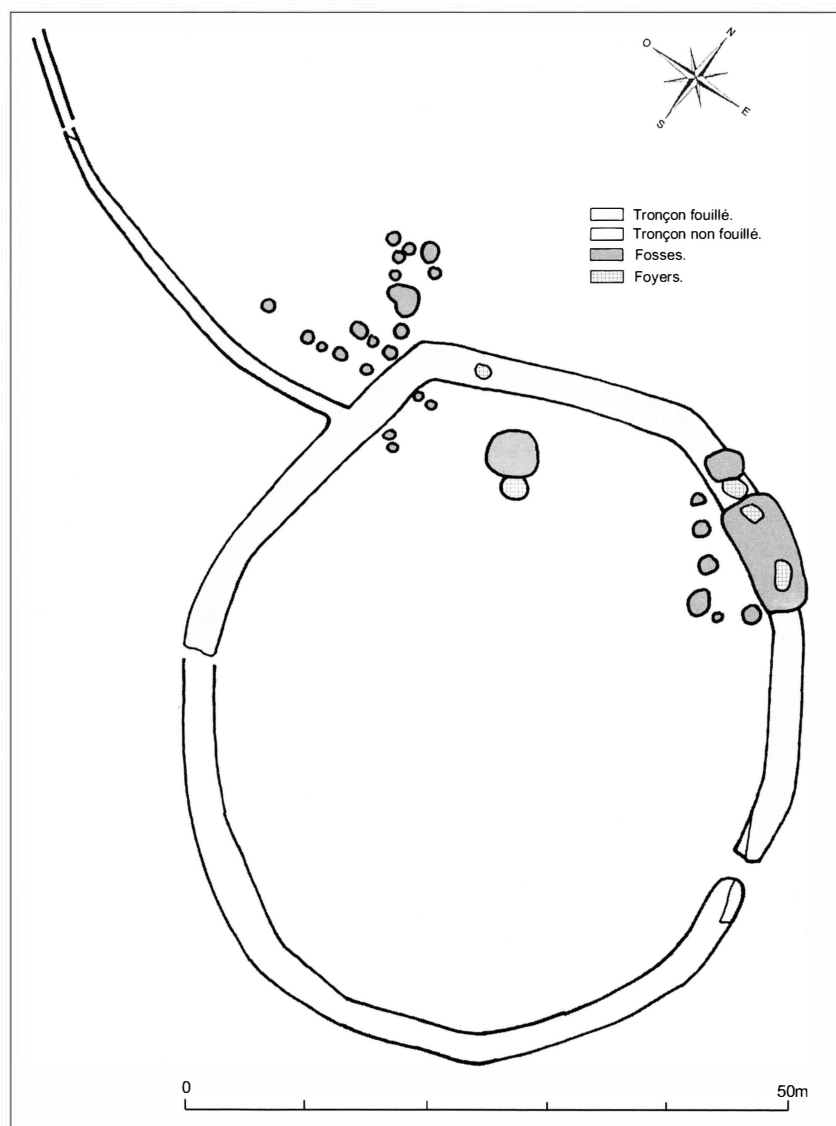 N
O
E
S
Tronçon fouillé.
Tronçon non fouillé.
Fosses.
Foyers.
0 50m